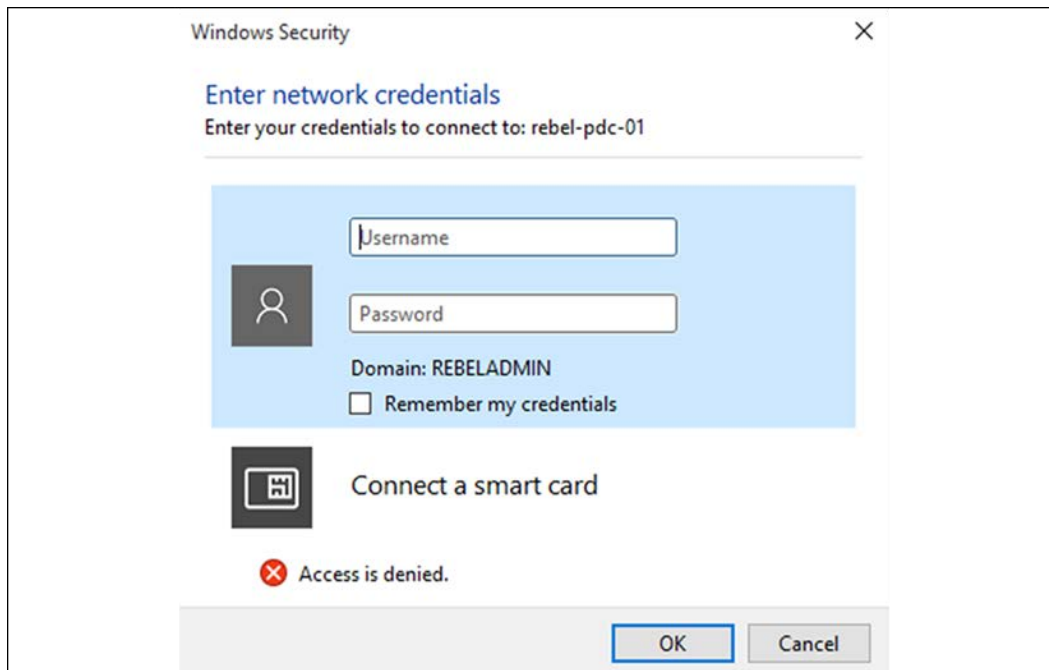 Windows Security
Enter network credentials
Enter your credentials to connect to: rebel-pdc-01
Username
Password
Domain: REBELADMIN
Remember my credentials
Connect a smart card
Access is denied.
OK Cancel